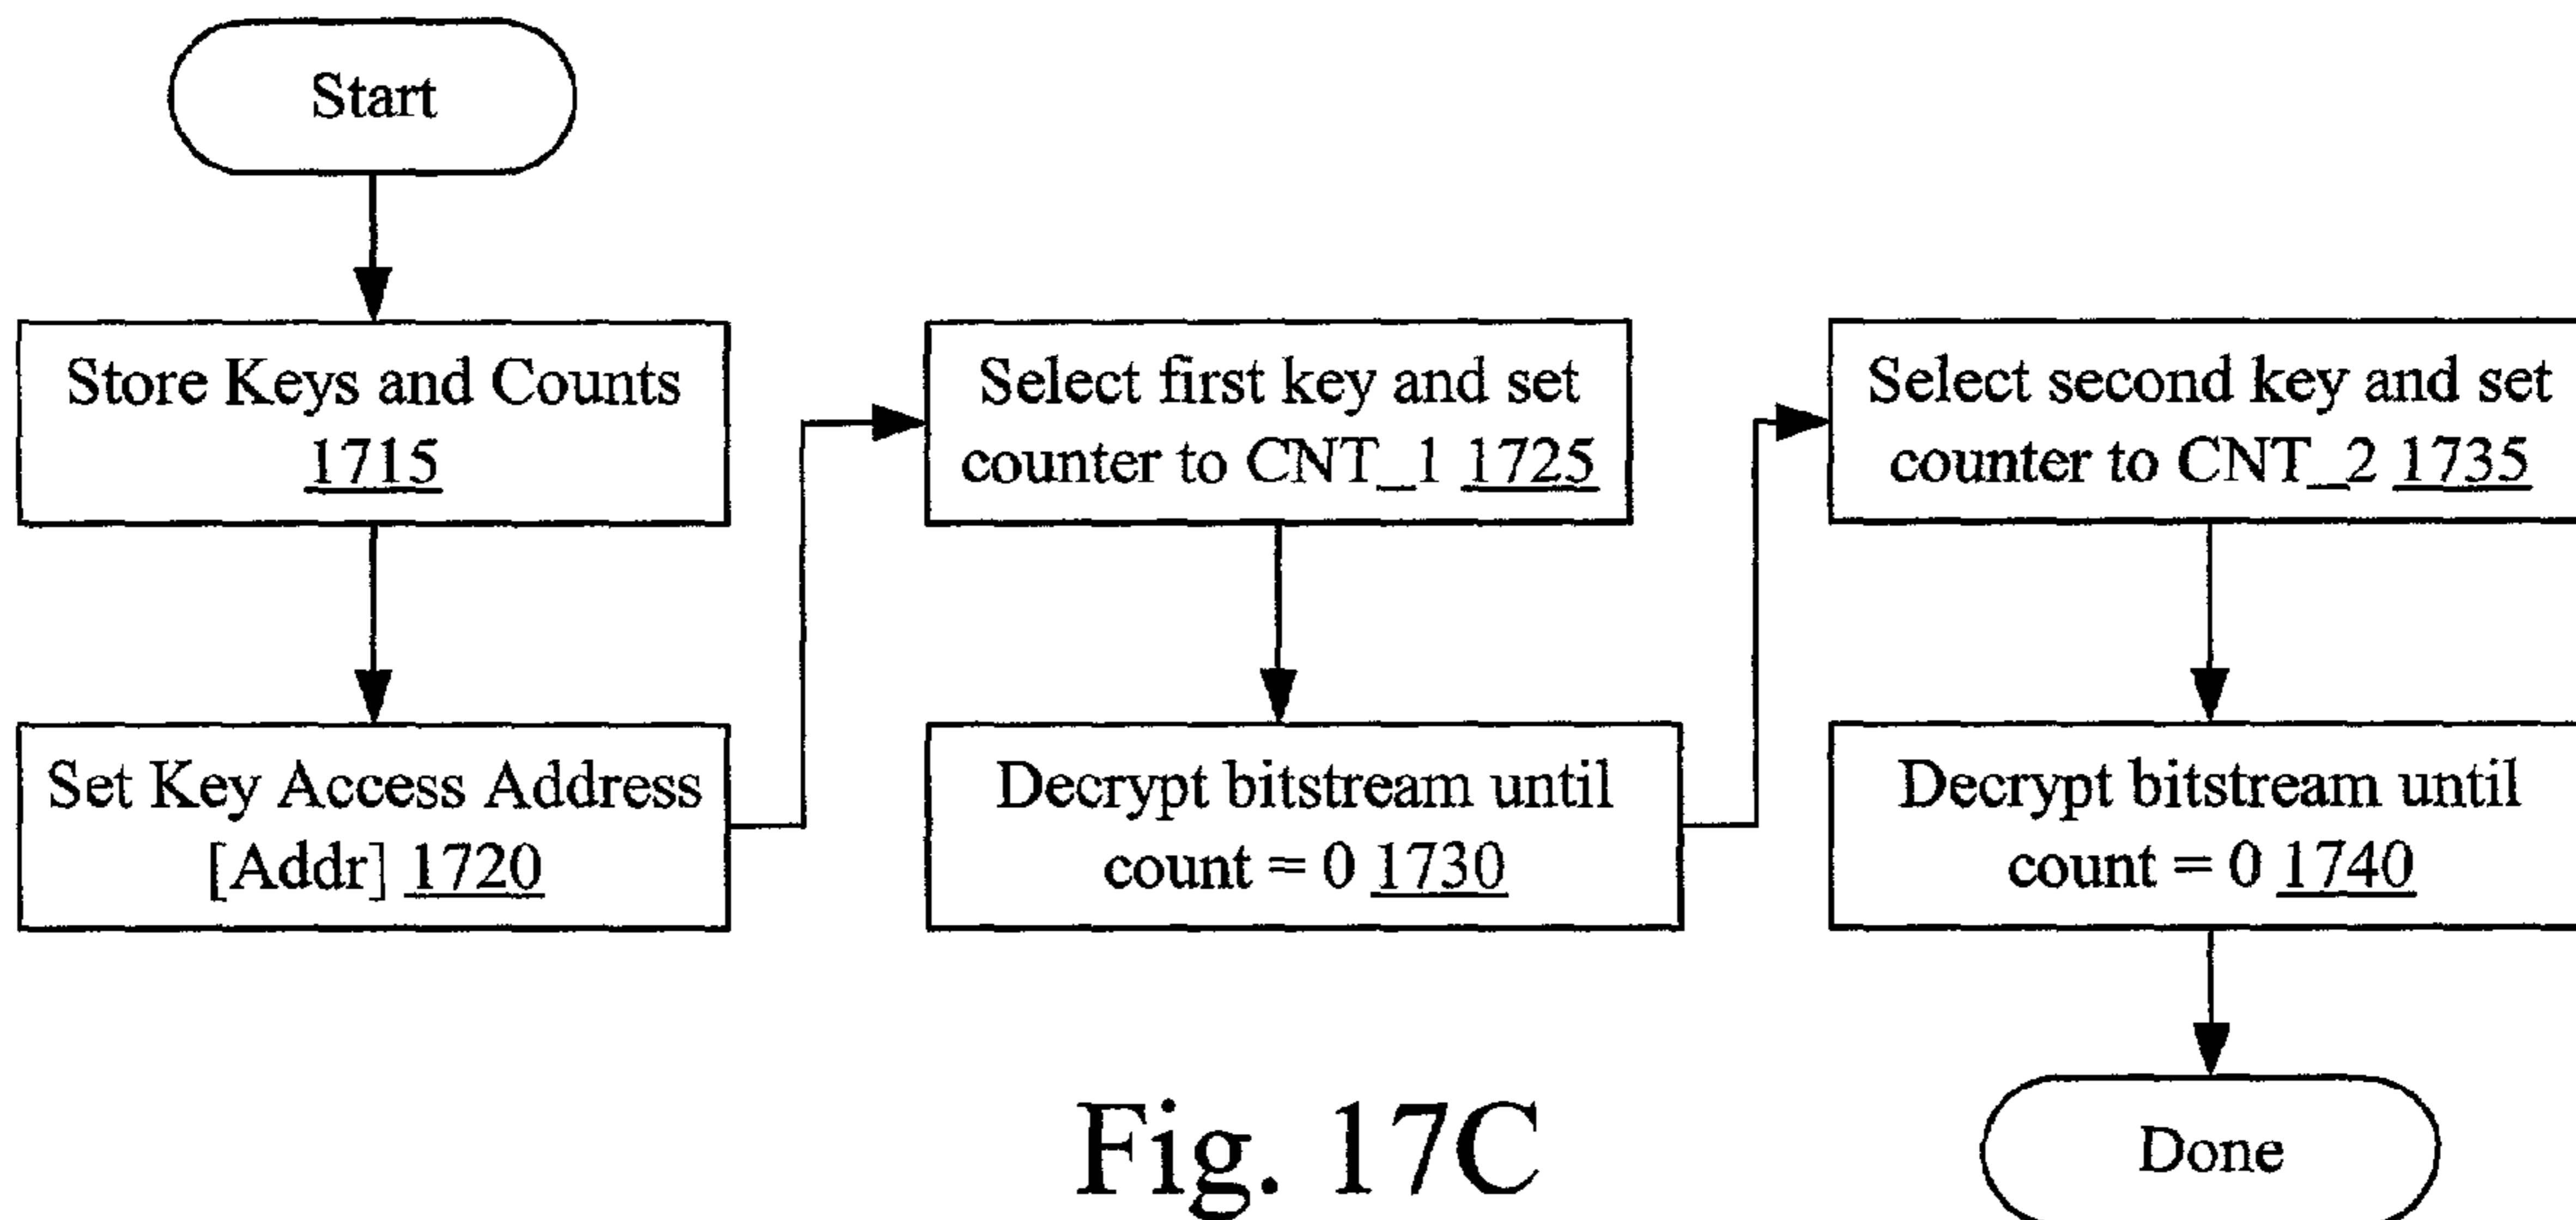 Start
Store Keys and Counts
1715
Set Key Access Address
[Addr] 1720
Select first key and set
counter to CNT_1 1725
Decrypt bitstream until
count = 0 1730
Select second key and set
counter to CNT_2 1735
Decrypt bitstream until
count = 0 1740
Done
Fig. 17C